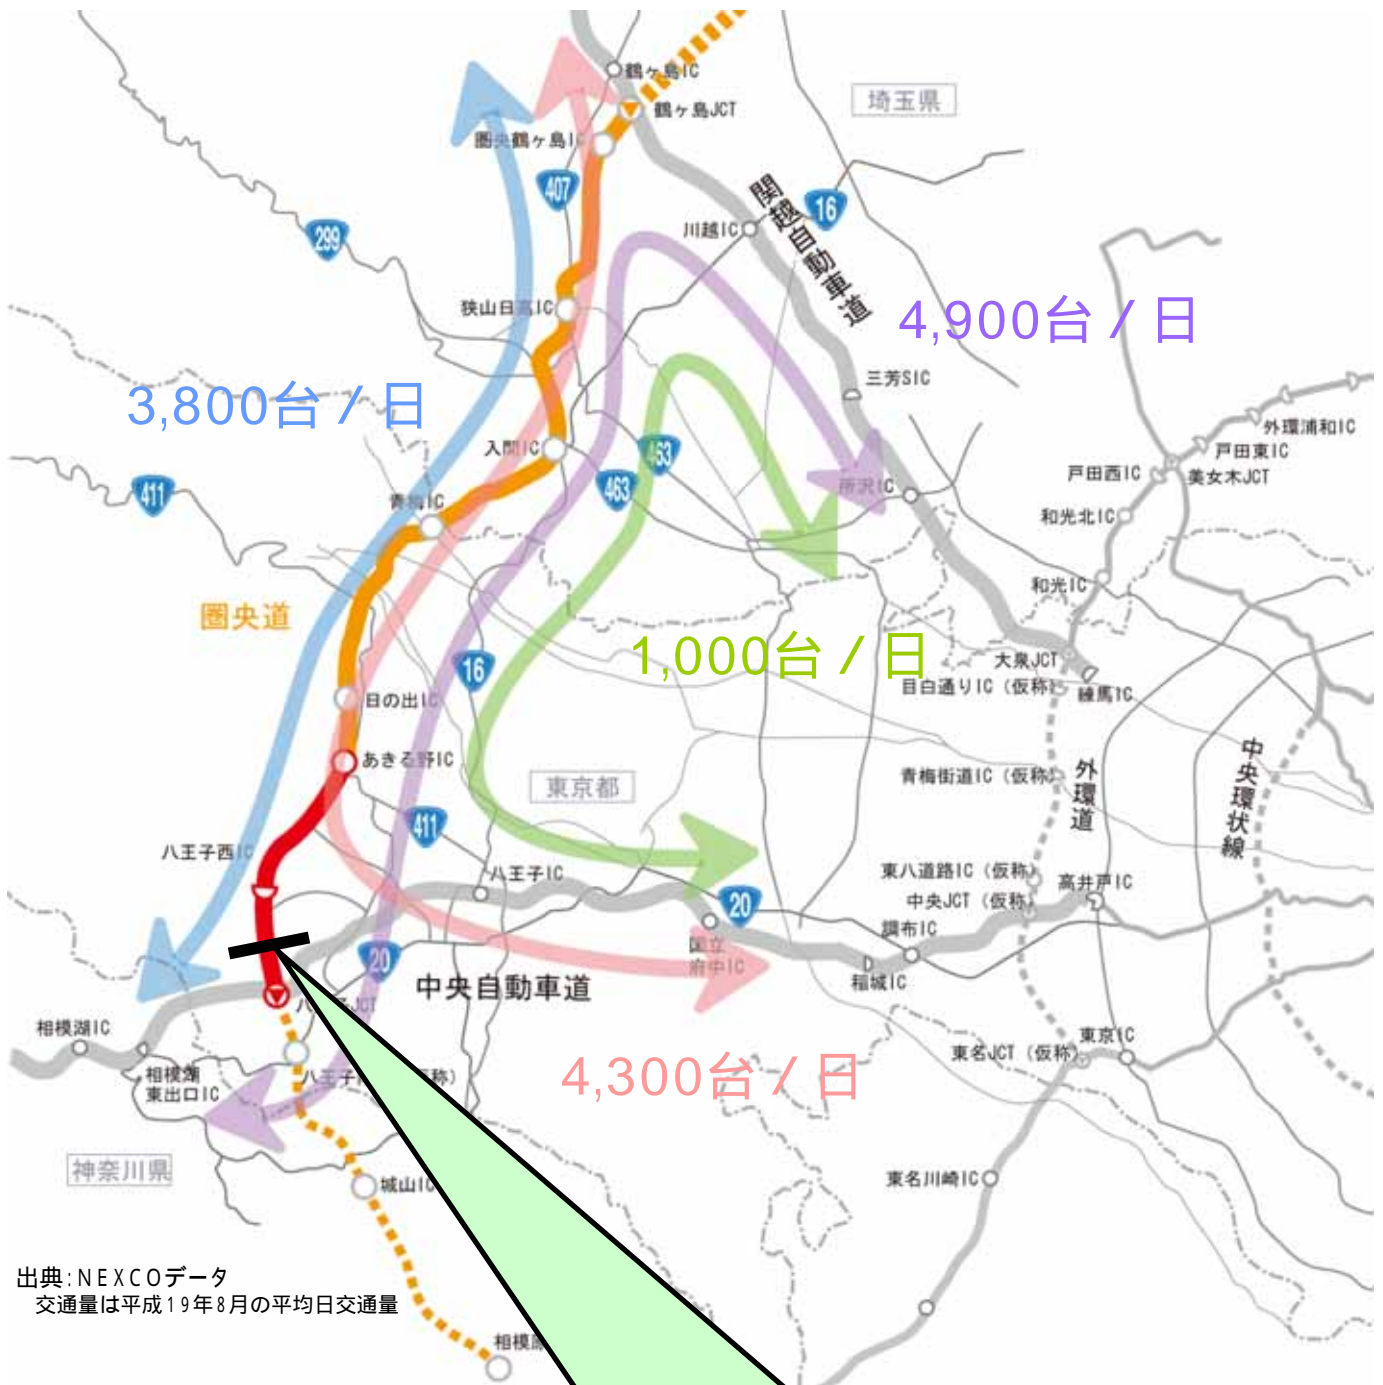 鶴ヶ島IC
埼玉県
鶴ヶ島JCT
圏央鶴ヶ島IC
407
16
関越自動車道
299
川越IC
狭山日高IC
4,900台/日
三芳SIC
3,800台/日
外環浦和IC
入間IC
463
戸田東IC
戸田西IC
美女木JCT
463
所沢IC
411
青梅IC
和光北IC
和光IC
圏央道
1,000台/日
16
大泉JCT
目白通りIC(仮称)
練馬IC
日の出IC
中央環状線
あきる野IC
東京都
青梅街道IC(仮称)
外環道
411
八王子西IC
八王子IC
東八道路IC(仮称)
高井戸IC
中央JCT(仮称)
20
調布IC
国立
府中IC
20
稲城IC
中央自動車道
八王子JCT
相模湖IC
東京IC
東名JCT(仮称)
相模湖
東出口IC
4,300台/日
神奈川県
城山IC
東名川崎IC
出典:NEXCOデータ
交通量は平成19年8月の平均日交通量